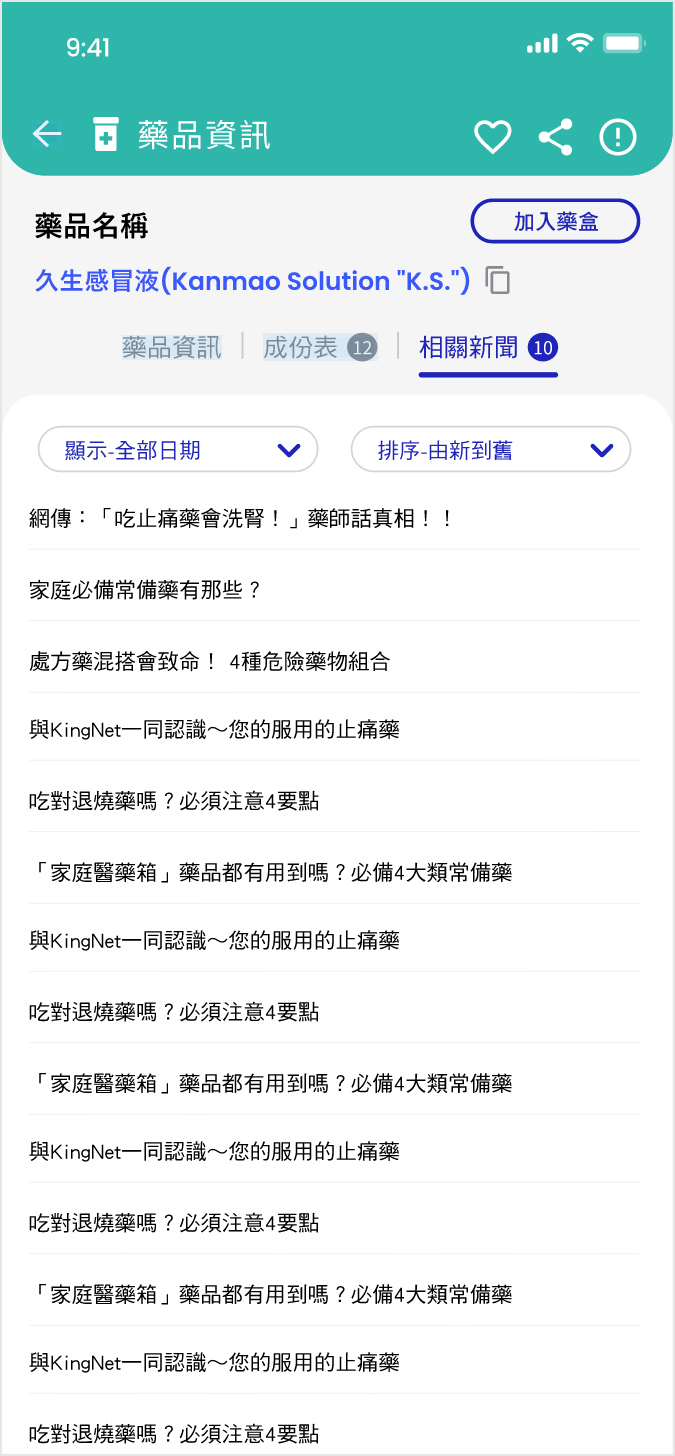 9:41
藥品資訊
藥品名稱
加入藥盒
久生感冒液(Kanmao Solution "K.S.")
藥品資訊
成份表 12
相關新聞 10
顯示-全部日期
排序-由新到舊
網傳：「吃止痛藥會洗腎！」藥師話真相！！
家庭必備常備藥有那些？
處方藥混搭會致命！ 4種危險藥物組合
與KingNet一同認識～您的服用的止痛藥
吃對退燒藥嗎？必須注意4要點
「家庭醫藥箱」藥品都有用到嗎？必備4大類常備藥
與KingNet一同認識～您的服用的止痛藥
吃對退燒藥嗎？必須注意4要點
「家庭醫藥箱」藥品都有用到嗎？必備4大類常備藥
與KingNet一同認識～您的服用的止痛藥
吃對退燒藥嗎？必須注意4要點
「家庭醫藥箱」藥品都有用到嗎？必備4大類常備藥
與KingNet一同認識～您的服用的止痛藥
吃對退燒藥嗎？必須注意4要點